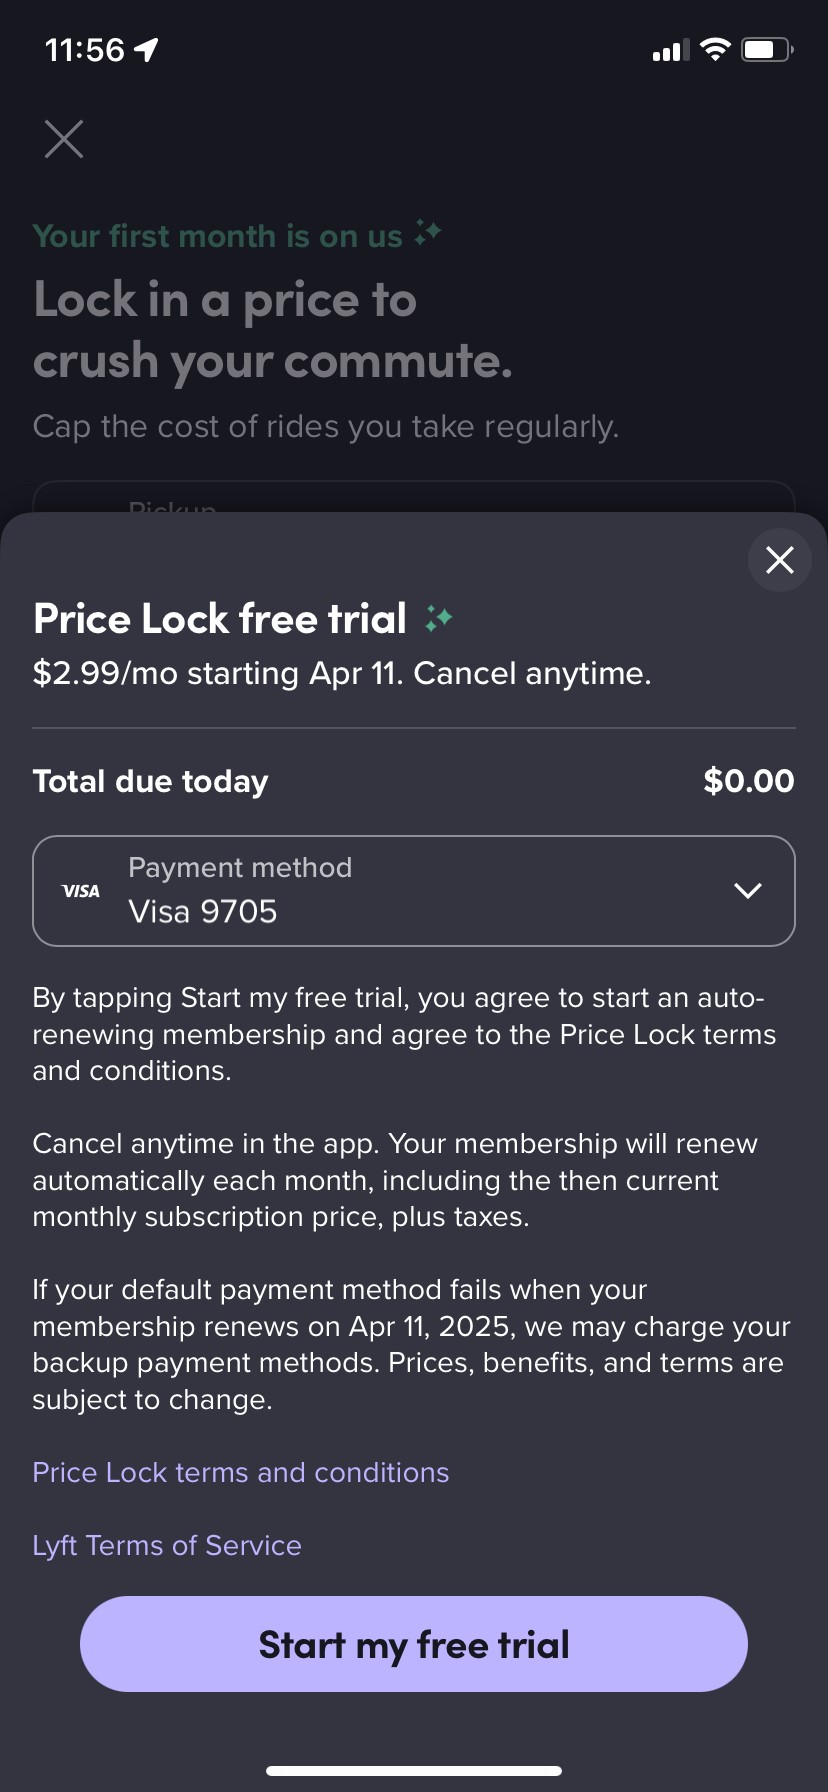 11:56
Your first month is on us
Lock in a price to
crush your commute.
Cap the cost of rides you take regularly.
Pickup
Price Lock free trial
$2.99/mo starting Apr 11. Cancel anytime.
Total due today $0.00
Payment method
VISA
Visa 9705
By tapping Start my free trial, you agree to start an auto-
renewing membership and agree to the Price Lock terms
and conditions.
Cancel anytime in the app. Your membership will renew
automatically each month, including the then current
monthly subscription price, plus taxes.
If your default payment method fails when your
membership renews on Apr 11, 2025, we may charge your
backup payment methods. Prices, benefits, and terms are
subject to change.
Price Lock terms and conditions
Lyft Terms of Service
Start my free trial